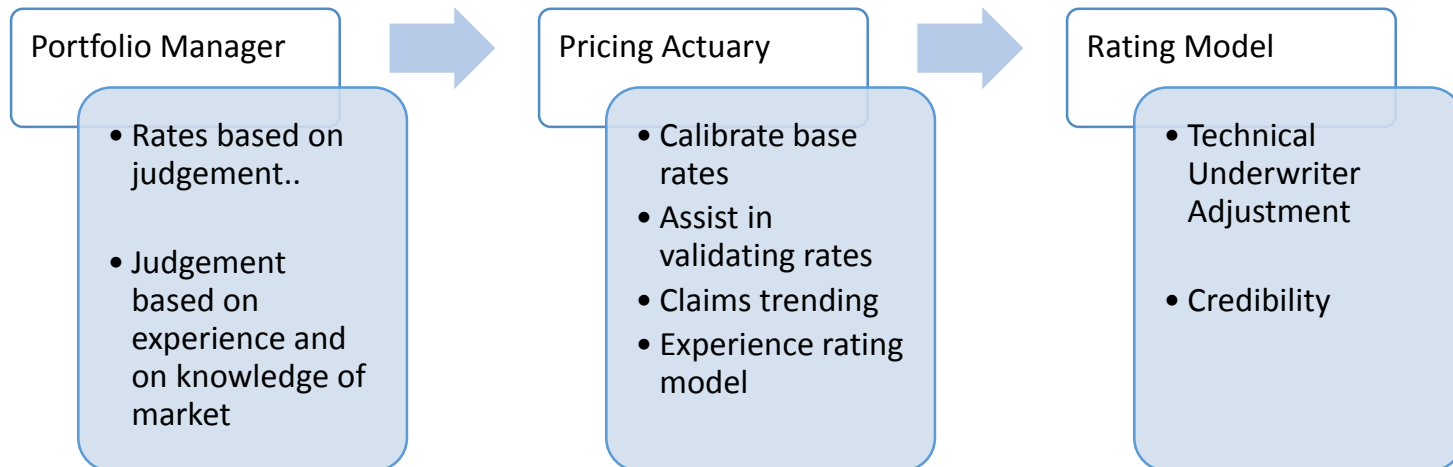 Portfolio Manager
• Rates based on
judgement..
• Judgement
based on
experience and
on knowledge of
market
Pricing Actuary
• Calibrate base
rates
• Assist in
validating rates
• Claims trending
• Experience rating
model
Rating Model
• Technical
Underwriter
Adjustment
• Credibility